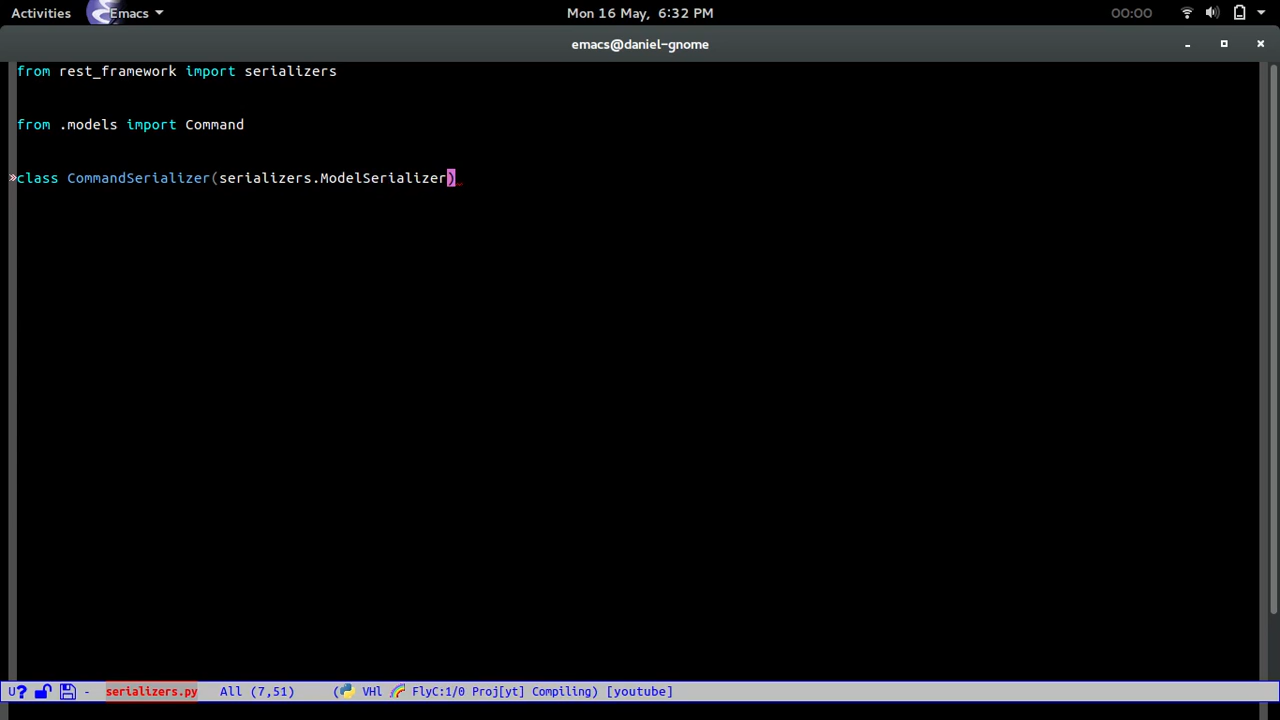 Activities Emacs Mon 16 May, 6:32 PM 00:00
emacs@daniel-gnome
from rest_framework import serializers
from .models import Command
»class CommandSerializer(serializers.ModelSerializer)
U? - serializers.py All (7,51) ( VHl FlyC:1/0 Proj[yt] Compiling) [youtube]